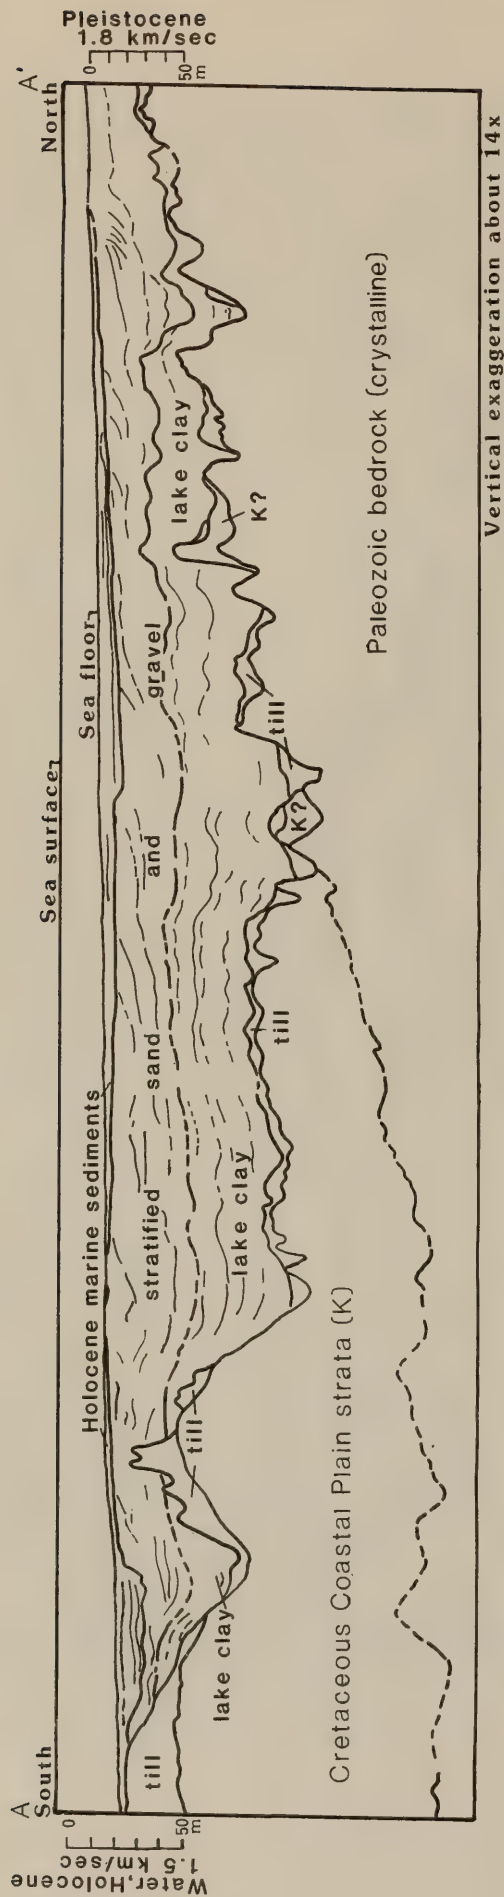 A
South
0
50
m
1.5 km/sec
Water,Holocene
Holocene marine sediments
Sea surface
Sea floor
A'
North
Pleistocene
1.8 km/sec
0
50
m
stratified sand and gravel
lake clay
lake clay
lake clay
till
till
till
till
K?
K?
Cretaceous Coastal Plain strata (K)
Paleozoic bedrock (crystalline)
Vertical exaggeration about 14x